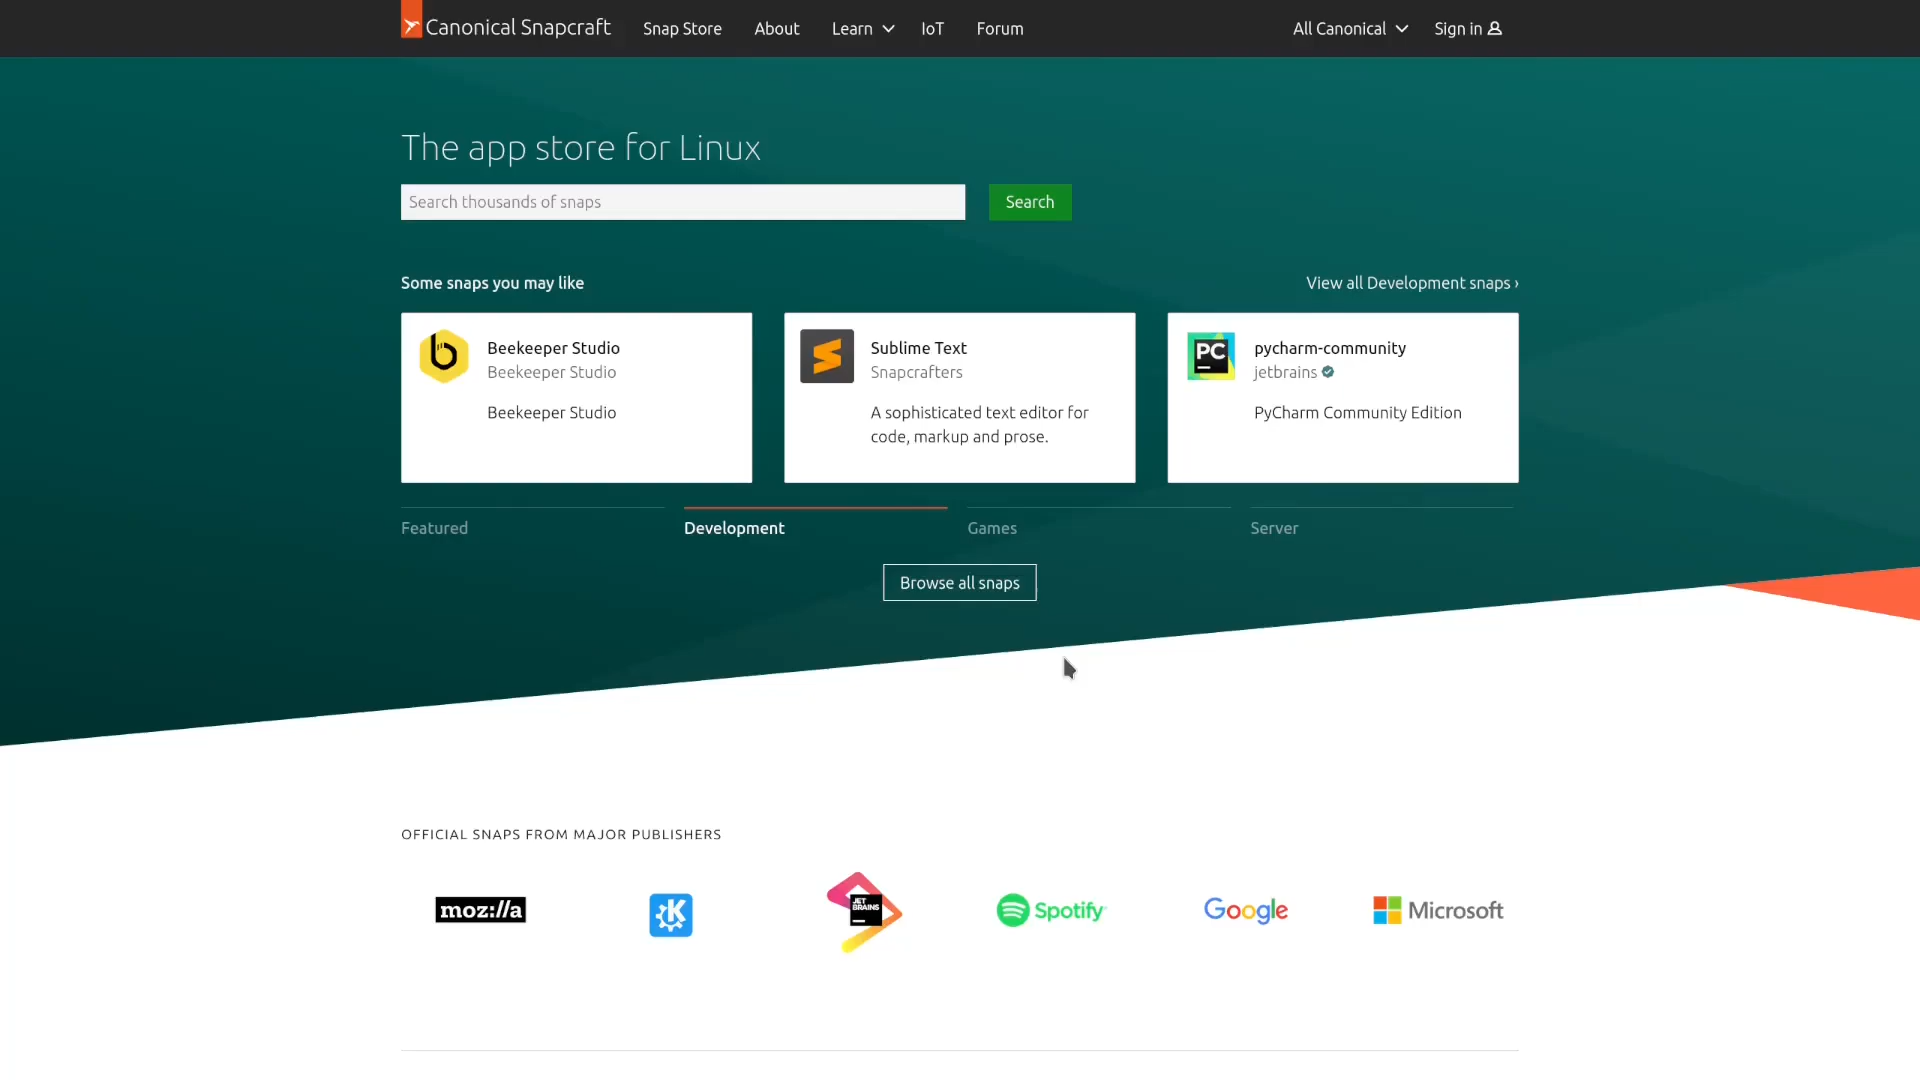 Canonical Snapcraft
Snap Store
About
Learn
IoT
Forum
All Canonical
Sign in
The app store for Linux
Search thousands of snaps
Search
Some snaps you may like
View all Development snaps ›
b
Beekeeper Studio
Beekeeper Studio
Beekeeper Studio
Sublime Text
Snapcrafters
A sophisticated text editor for
code, markup and prose.
PC
pycharm-community
jetbrains
PyCharm Community Edition
Featured
Development
Games
Server
Browse all snaps
OFFICIAL SNAPS FROM MAJOR PUBLISHERS
moz://a
K
JET
BRAINS
Spotify
Google
Microsoft